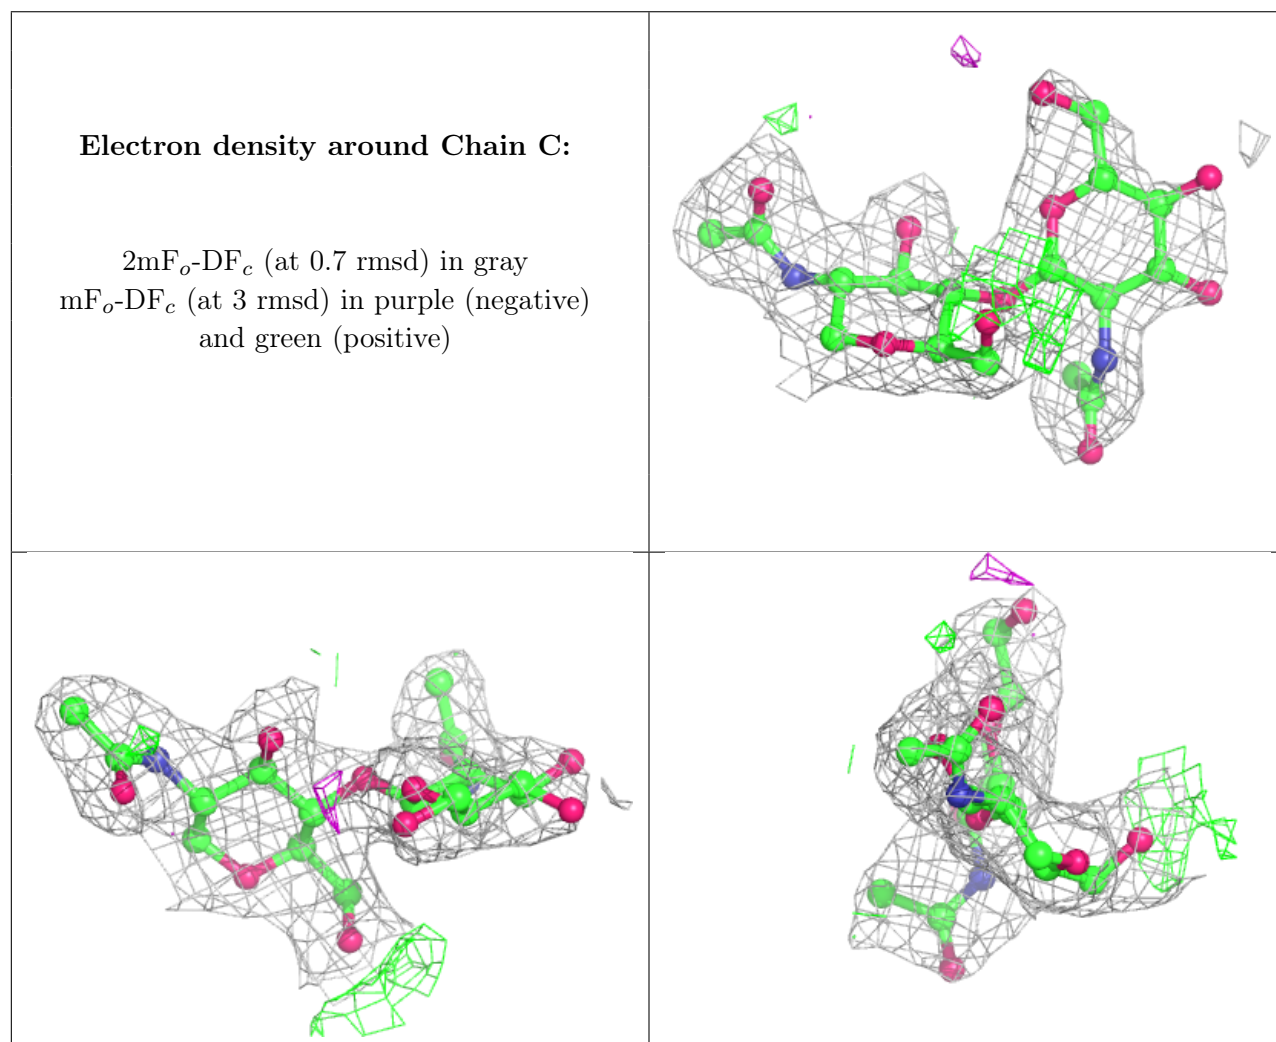 Electron density around Chain C:
2mFₒ-DF𝒸 (at 0.7 rmsd) in gray
mFₒ-DF𝒸 (at 3 rmsd) in purple (negative)
and green (positive)